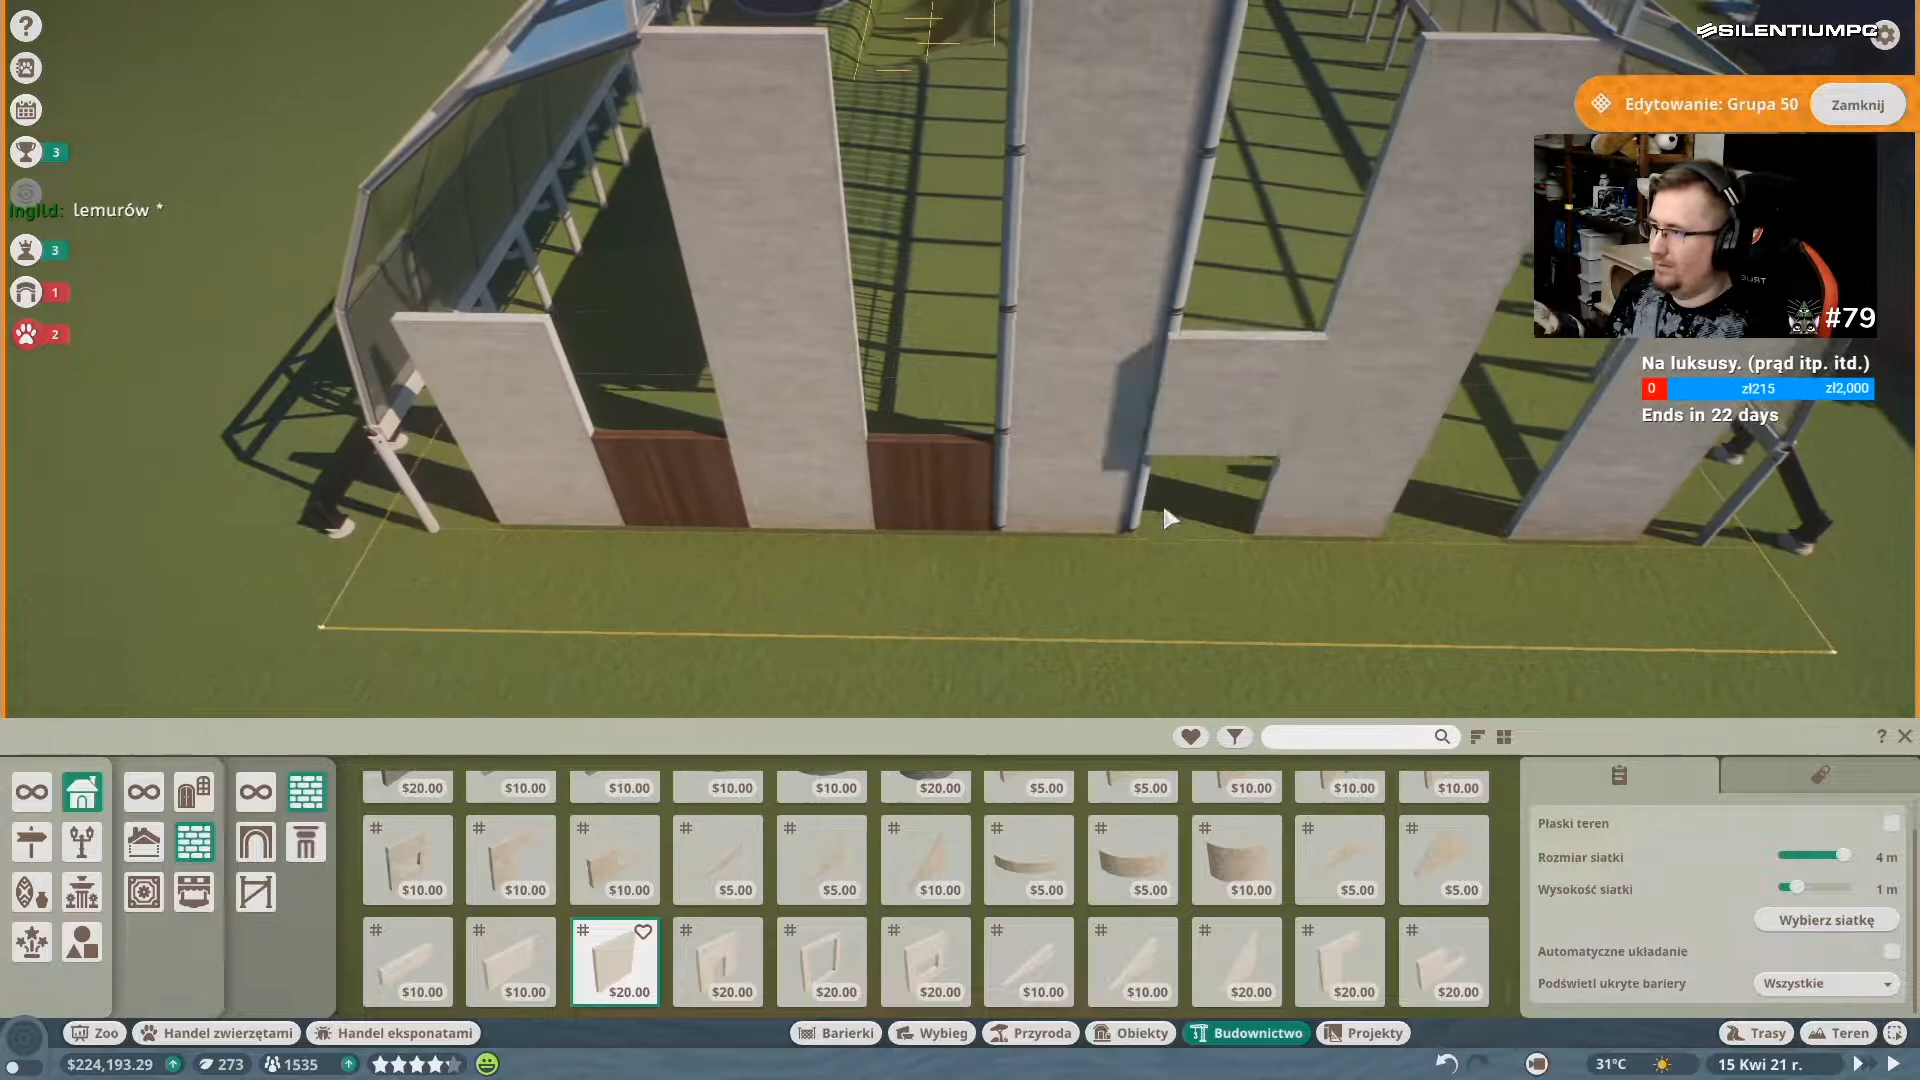 SILENTIUMPC
Edytowanie: Grupa 50
Zamknij
3
Ingild: lemurów *
3
1
2
TRUE
#79
Na luksusy. (prąd itp. itd.)
0 zł215 zł2,000
Ends in 22 days
$20.00 $10.00 $10.00 $10.00 $10.00 $20.00 $5.00 $5.00 $10.00 $10.00 $10.00
$10.00 $10.00 $10.00 $5.00 $5.00 $10.00 $5.00 $5.00 $10.00 $5.00 $5.00
$10.00 $10.00 $20.00 $20.00 $20.00 $20.00 $10.00 $10.00 $20.00 $20.00 $20.00
Płaski teren
Rozmiar siatki 4 m
Wysokość siatki 1 m
Wybierz siatkę
Automatyczne układanie
Podświetl ukryte bariery Wszystkie
Zoo Handel zwierzętami Handel eksponatami Barierki Wybieg Przyroda Obiekty Budownictwo Projekty Trasy Teren
$224,193.29 273 1535 31°C 15 Kwi 21 r.